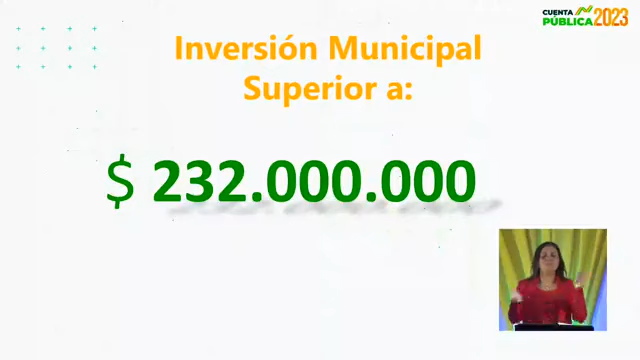 CUENTA
PÚBLICA 2023
Inversión Municipal
Superior a:
$ 232.000.000